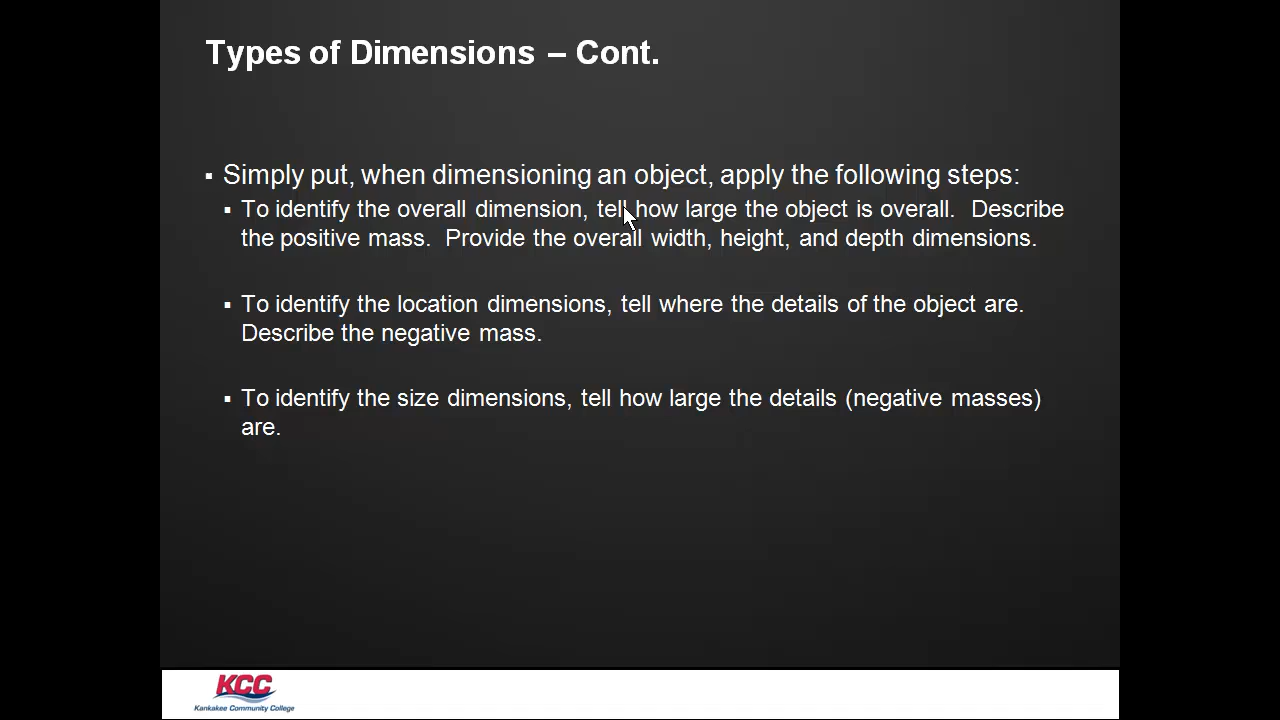 Types of Dimensions – Cont.
▪ Simply put, when dimensioning an object, apply the following steps:
▪ To identify the overall dimension, tell how large the object is overall.  Describe
the positive mass.  Provide the overall width, height, and depth dimensions.
▪ To identify the location dimensions, tell where the details of the object are.
Describe the negative mass.
▪ To identify the size dimensions, tell how large the details (negative masses)
are.
KCC
Kankakee Community College